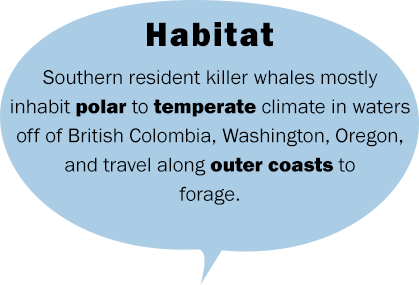 Habitat
Southern resident killer whales mostly
inhabit polar to temperate climate in waters
off of British Colombia, Washington, Oregon,
and travel along outer coasts to
forage.